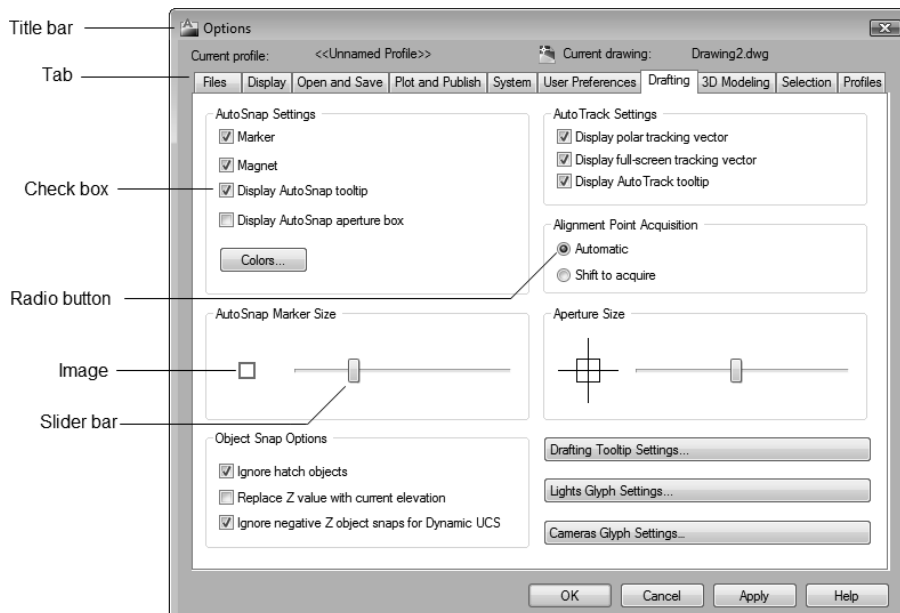 Title bar
Options
Current profile: <<Unnamed Profile>> Current drawing: Drawing2.dwg
Tab
Files Display Open and Save Plot and Publish System User Preferences Drafting 3D Modeling Selection Profiles
AutoSnap Settings
Marker
Magnet
Check box
Display AutoSnap tooltip
Display AutoSnap aperture box
Colors...
AutoTrack Settings
Display polar tracking vector
Display full-screen tracking vector
Display AutoTrack tooltip
Alignment Point Acquisition
Automatic
Shift to acquire
Radio button
AutoSnap Marker Size
Image
Slider bar
Aperture Size
Object Snap Options
Ignore hatch objects
Replace Z value with current elevation
Ignore negative Z object snaps for Dynamic UCS
Drafting Tooltip Settings...
Lights Glyph Settings...
Cameras Glyph Settings...
OK Cancel Apply Help